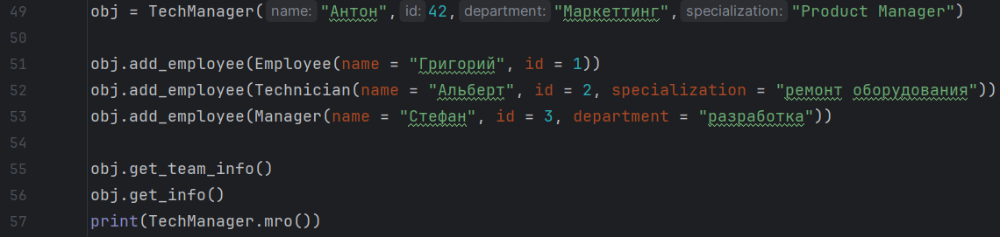 49 obj = TechManager( name: "Антон", id: 42, department: "Маркеттинг", specialization: "Product Manager")
50
51 obj.add_employee(Employee(name = "Григорий", id = 1))
52 obj.add_employee(Technician(name = "Альберт", id = 2, specialization = "ремонт оборудования"))
53 obj.add_employee(Manager(name = "Стефан", id = 3, department = "разработка"))
54
55 obj.get_team_info()
56 obj.get_info()
57 print(TechManager.mro())